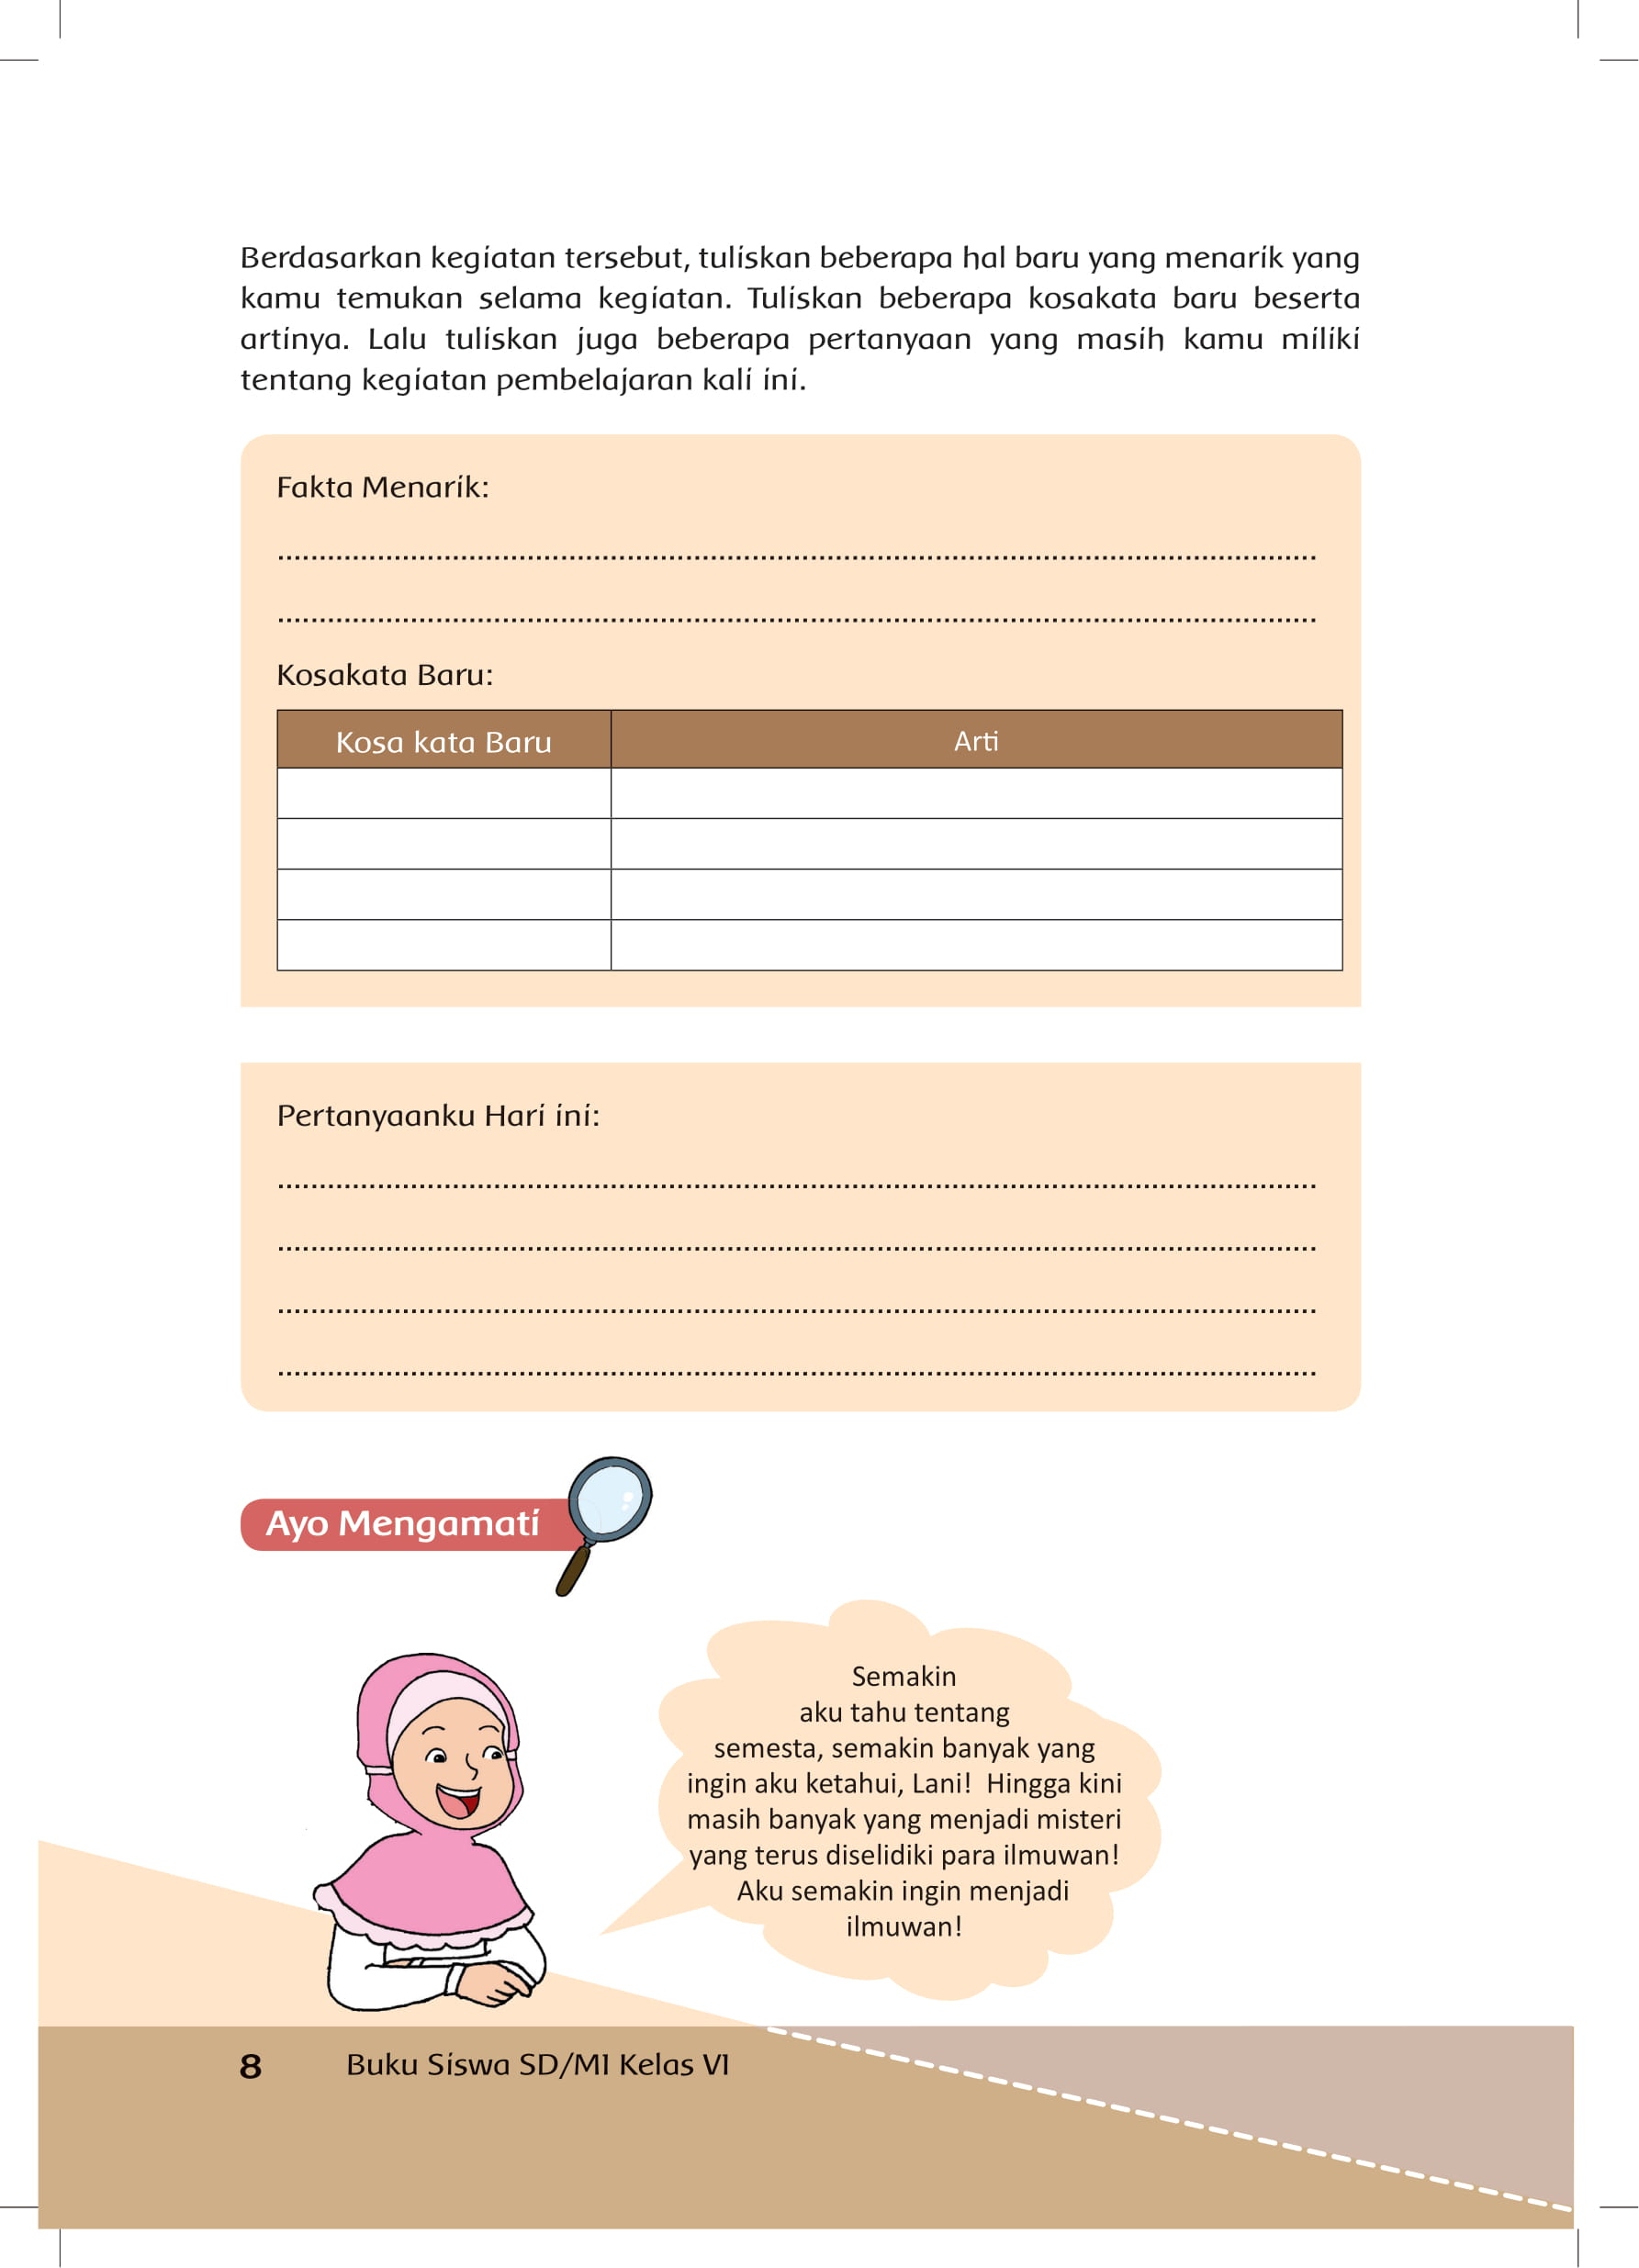 Berdasarkan kegiatan tersebut, tuliskan beberapa hal baru yang menarik yang
kamu temukan selama kegiatan. Tuliskan beberapa kosakata baru beserta
artinya. Lalu tuliskan juga beberapa pertanyaan yang masih kamu miliki
tentang kegiatan pembelajaran kali ini.
Fakta Menarik:
Kosakata Baru:
Kosa kata Baru
Arti
Pertanyaanku Hari ini:
Ayo Mengamati
Semakin
aku tahu tentang
semesta, semakin banyak yang
ingin aku ketahui, Lani! Hingga kini
masih banyak yang menjadi misteri
yang terus diselidiki para ilmuwan!
Aku semakin ingin menjadi
ilmuwan!
8 Buku Siswa SD/MI Kelas VI